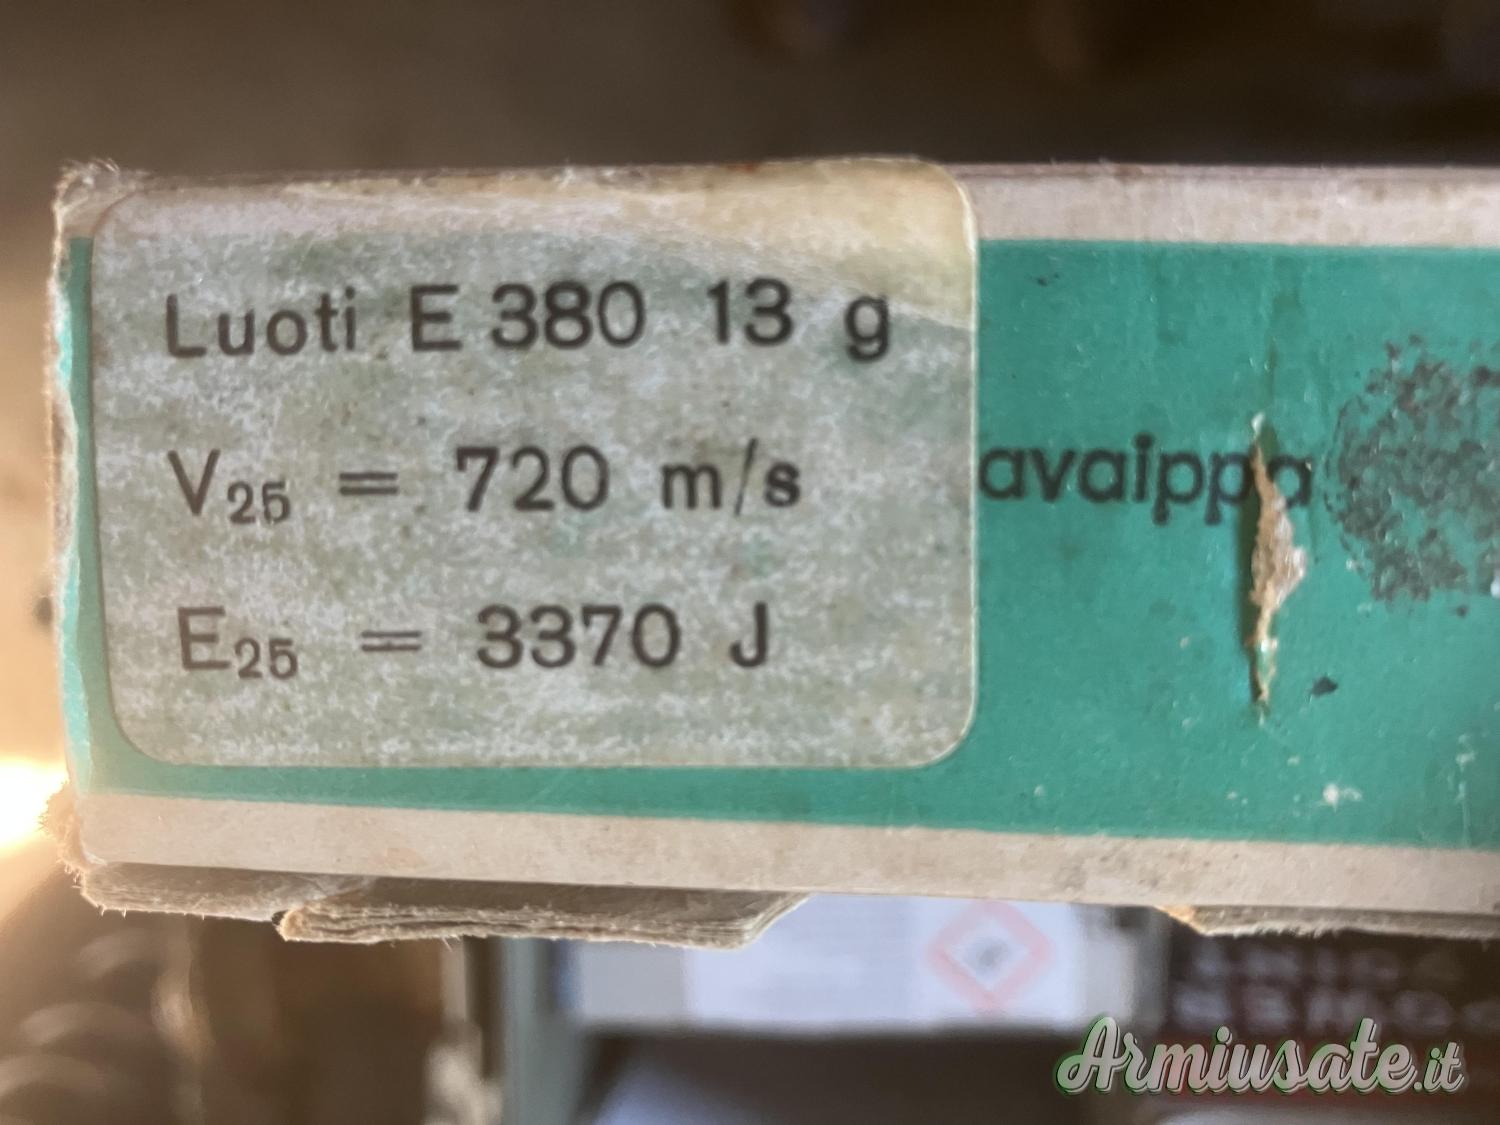 Luoti E 380 13 g
V25 = 720 m/s
avaippa
E25 = 3370 J
Armiusate.it